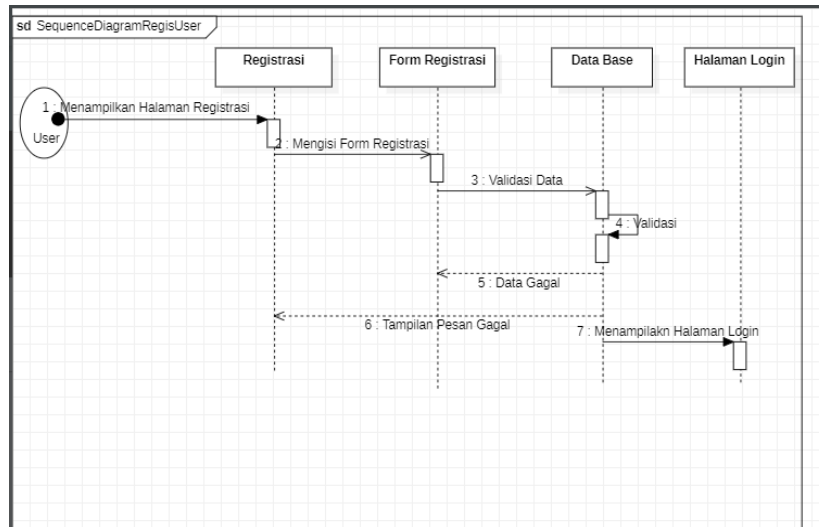 sd SequenceDiagramRegisUser
Registrasi
Form Registrasi
Data Base
Halaman Login
1 : Menampilkan Halaman Registrasi
User
2 : Mengisi Form Registrasi
3 : Validasi Data
4 : Validasi
5 : Data Gagal
6 : Tampilan Pesan Gagal
7 : Menampilakn Halaman Login